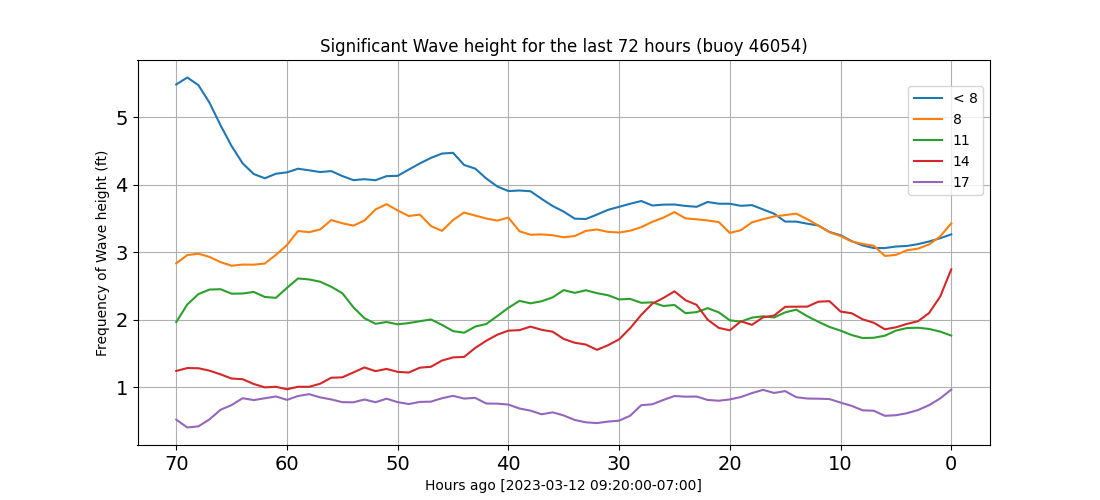 Significant Wave height for the last 72 hours (buoy 46054)
Frequency of Wave height (ft)
5
4
3
2
1
< 8
8
11
14
17
70 60 50 40 30 20 10 0
Hours ago [2023-03-12 09:20:00-07:00]